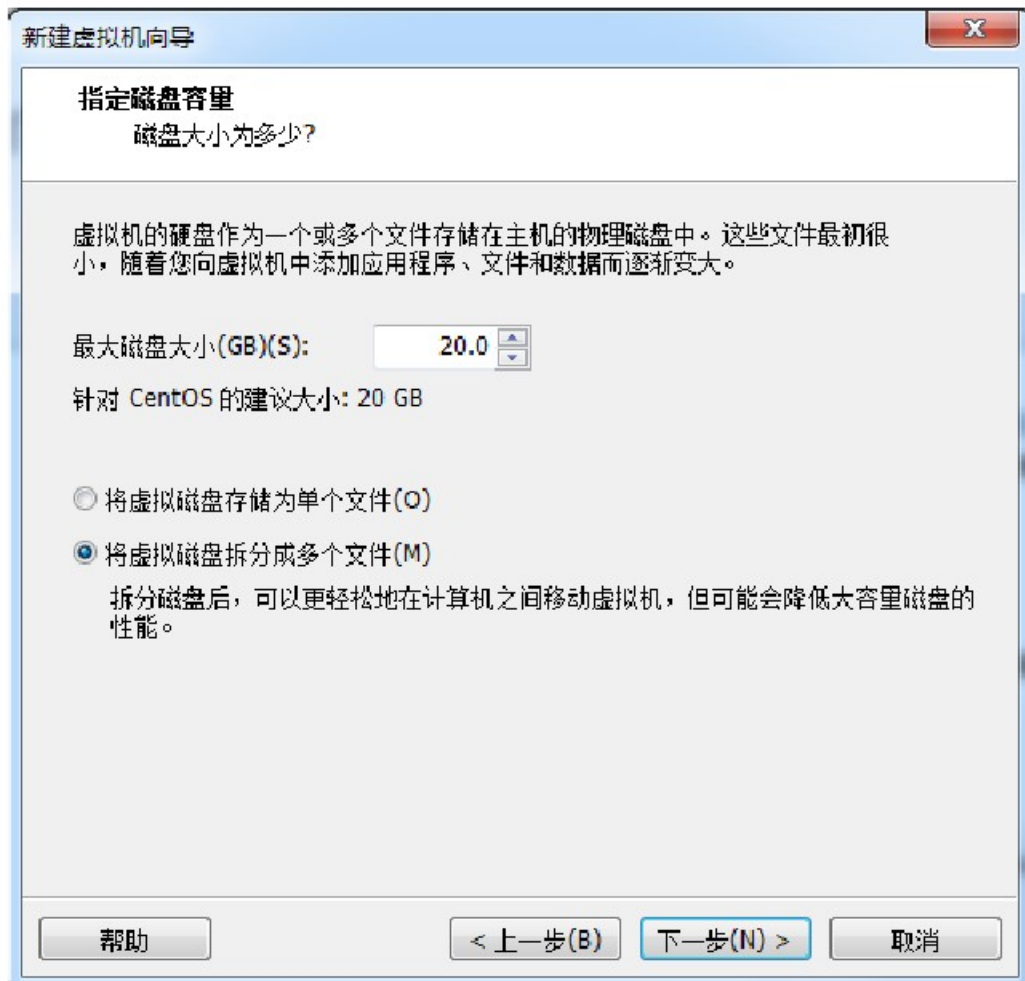 新建虚拟机向导
指定磁盘容量
磁盘大小为多少?
虚拟机的硬盘作为一个或多个文件存储在主机的物理磁盘中。这些文件最初很
小，随着您向虚拟机中添加应用程序、文件和数据而逐渐变大。
最大磁盘大小(GB)(S): 20.0
针对 CentOS 的建议大小: 20 GB
将虚拟磁盘存储为单个文件(O)
将虚拟磁盘拆分成多个文件(M)
拆分磁盘后，可以更轻松地在计算机之间移动虚拟机，但可能会降低大容量磁盘的
性能。
帮助 < 上一步(B) 下一步(N) > 取消